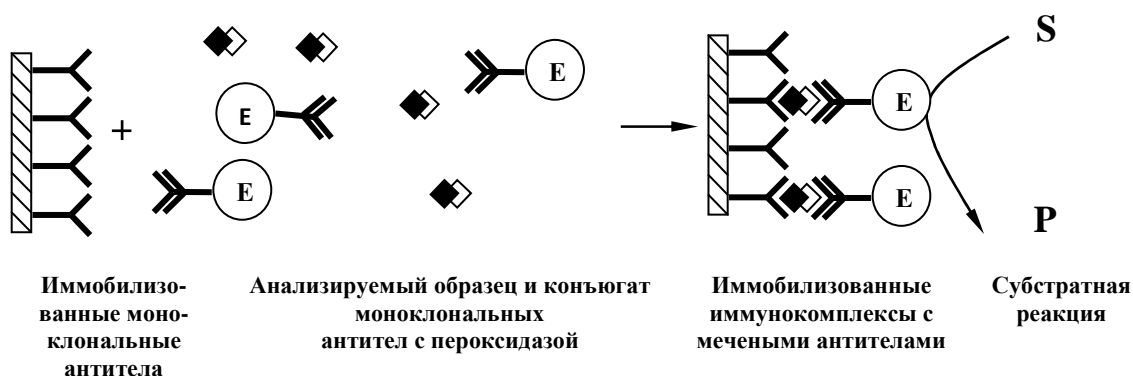 S
E
E
E
E
E
+
P
Иммобилизо-
ванные моно-
клональные
антитела
Анализируемый образец и конъюгат
моноклональных
антител с пероксидазой
Иммобилизованные
иммунокомплексы с
мечеными антителами
Субстратная
реакция